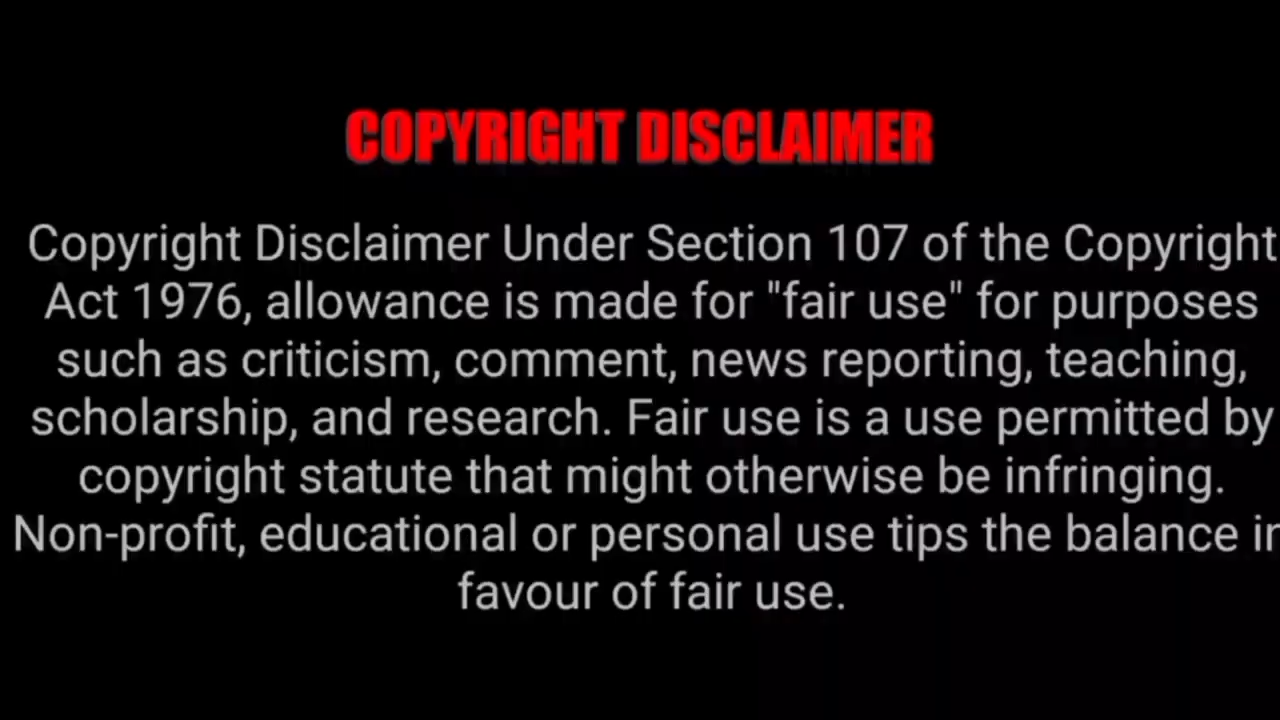 COPYRIGHT DISCLAIMER
Copyright Disclaimer Under Section 107 of the Copyright
Act 1976, allowance is made for "fair use" for purposes
such as criticism, comment, news reporting, teaching,
scholarship, and research. Fair use is a use permitted by
copyright statute that might otherwise be infringing.
Non-profit, educational or personal use tips the balance in
favour of fair use.